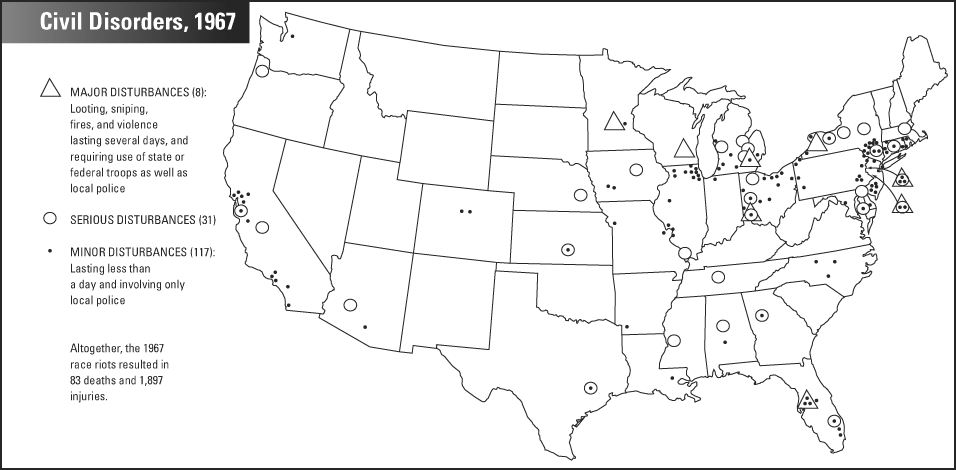 Civil Disorders, 1967
MAJOR DISTURBANCES (8):
Looting, sniping,
fires, and violence
lasting several days, and
requiring use of state or
federal troops as well as
local police
SERIOUS DISTURBANCES (31)
MINOR DISTURBANCES (117):
Lasting less than
a day and involving only
local police
Altogether, the 1967
race riots resulted in
83 deaths and 1,897
injuries.